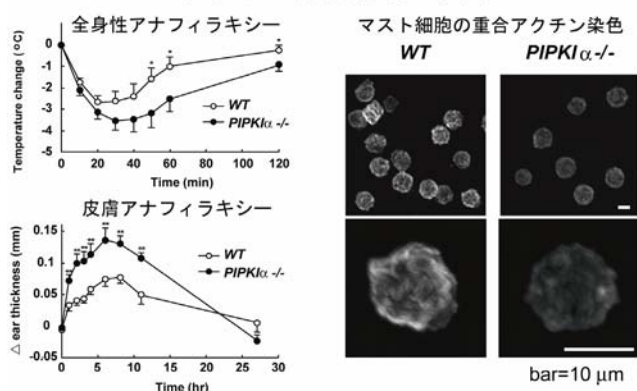 全身性アナフィラキシー
Temperature change (°C)
0
-1
-2
-3
-4
-5
0 20 40 60 80 100 120
Time (min)
WT
PIPKIα -/-
* * *
皮膚アナフィラキシー
Δ ear thickness (mm)
0.15
0.1
0.05
0
-0.05
0 5 10 15 20 25 30
Time (hr)
WT
PIPKIα -/-
** ** ** ** ** ** **
マスト細胞の重合アクチン染色
WT PIPKIα-/-
bar=10 μm